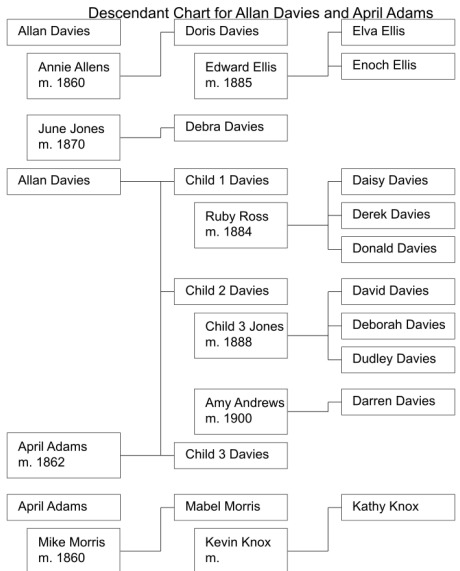 Descendant Chart for Allan Davies and April Adams
Allan Davies
Doris Davies
Elva Ellis
Annie Allens
m. 1860
Edward Ellis
m. 1885
Enoch Ellis
June Jones
m. 1870
Debra Davies
Allan Davies
Child 1 Davies
Daisy Davies
Ruby Ross
m. 1884
Derek Davies
Donald Davies
Child 2 Davies
David Davies
Child 3 Jones
m. 1888
Deborah Davies
Dudley Davies
Amy Andrews
m. 1900
Darren Davies
April Adams
m. 1862
Child 3 Davies
April Adams
Mabel Morris
Kathy Knox
Mike Morris
m. 1860
Kevin Knox
m.